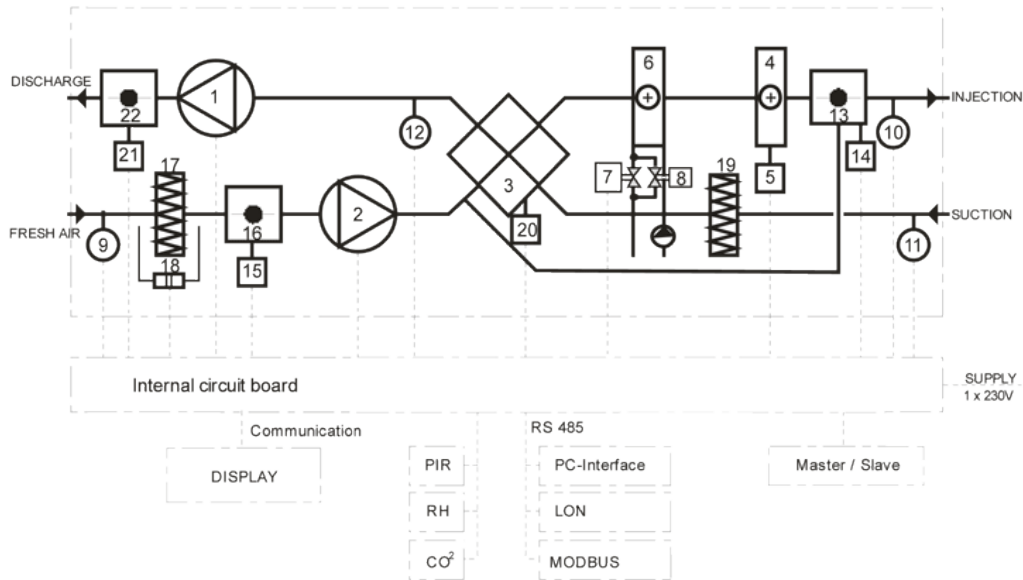 6
4
DISCHARGE
1
INJECTION
22
12
13
10
21
17
14
3
7
8
19
5
2
FRESH AIR
9
16
20
SUCTION
11
18
15
Internal circuit board
SUPPLY
1 x 230V
Communication
RS 485
DISPLAY
PIR
PC-Interface
Master / Slave
RH
LON
CO²
MODBUS